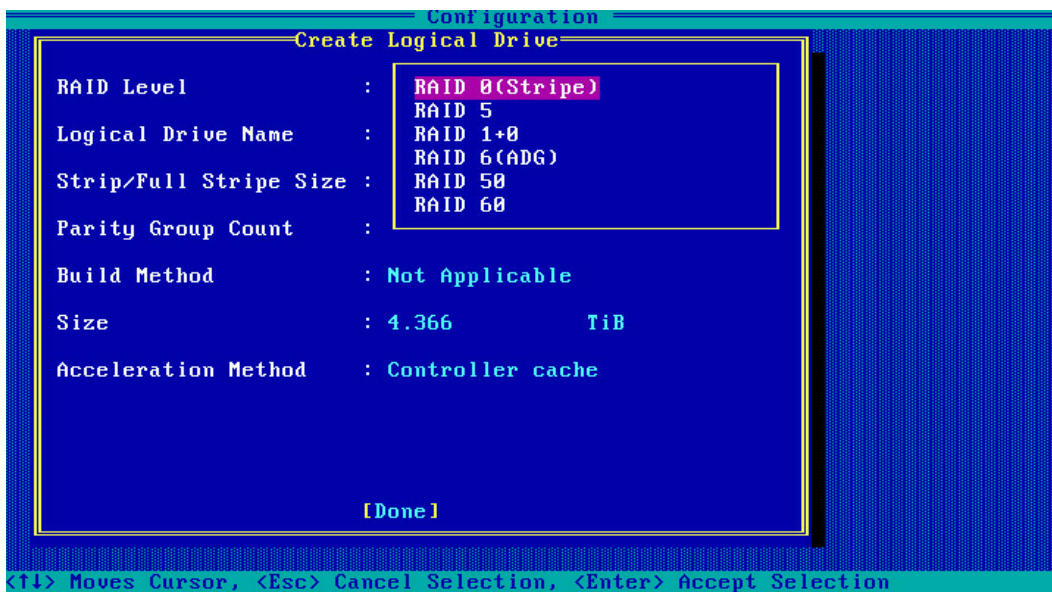 Configuration
Create Logical Drive
RAID Level : RAID 0(Stripe)
RAID 5
Logical Drive Name : RAID 1+0
RAID 6(ADG)
Strip/Full Stripe Size : RAID 50
RAID 60
Parity Group Count :
Build Method : Not Applicable
Size : 4.366 TiB
Acceleration Method : Controller cache
[Done]
<↑↓> Moves Cursor, <Esc> Cancel Selection, <Enter> Accept Selection